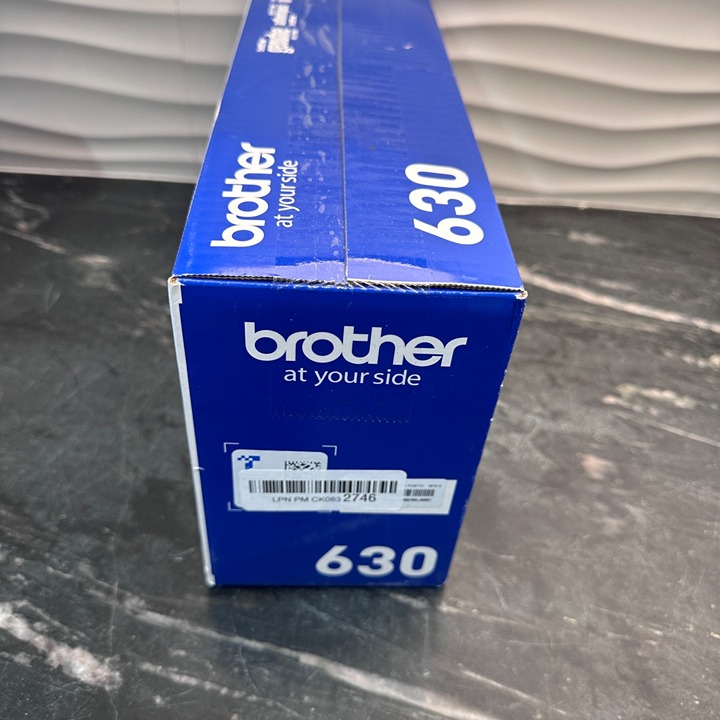 brother
at your side
630
brother
at your side
LPN PM CK083 2746
630